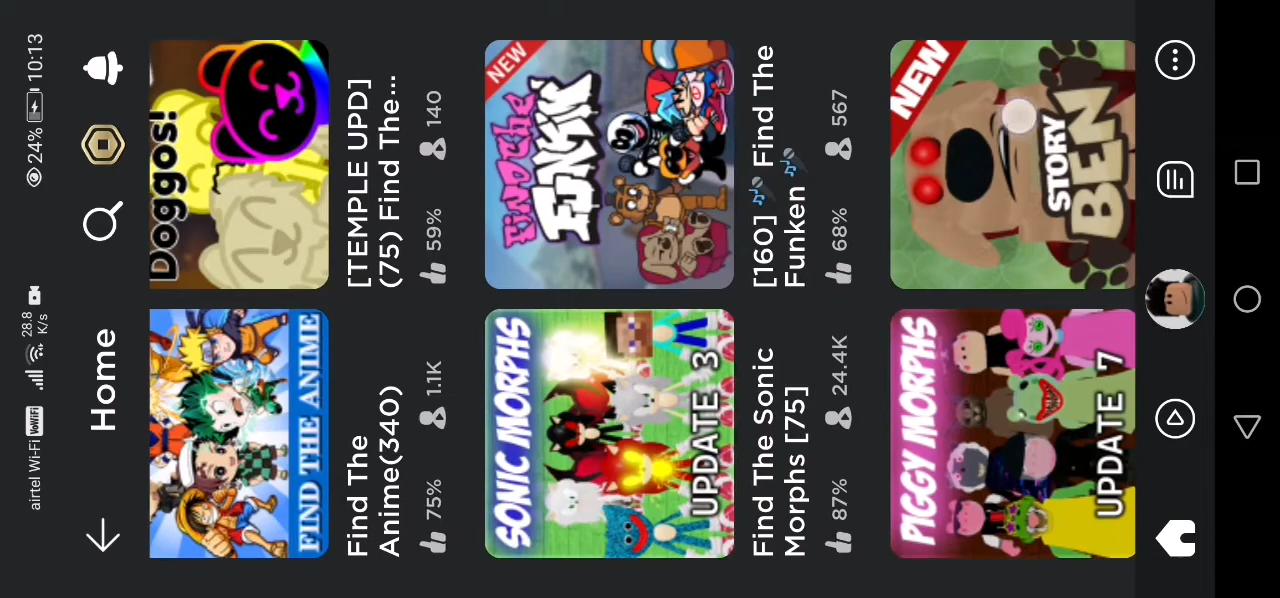 airtel Wi-Fi VoWiFi 28.8 K/s 24% 10:13
Home
FIND THE ANIME
Doggos!
Find The
Anime(340)
[TEMPLE UPD]
(75) Find The...
75% 1.1K
59% 140
SONIC MORPHS
UPDATE 3
NEW
FIND THE
FUNKIN'
Find The Sonic
Morphs [75]
[160] 🎤 Find The
Funken 🎤
87% 24.4K
68% 567
PIGGY MORPHS
UPDATE 7
NEW
STORY
BEN